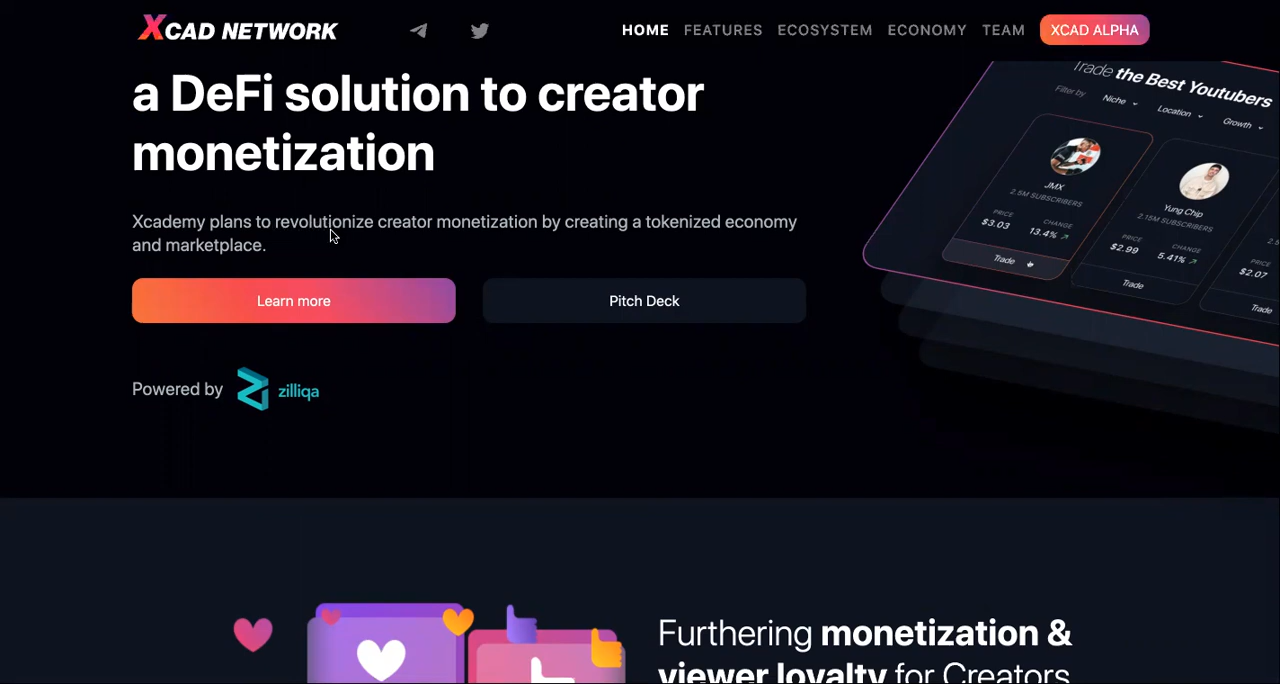 XCAD NETWORK
HOME FEATURES ECOSYSTEM ECONOMY TEAM XCAD ALPHA
a DeFi solution to creator
monetization
Xcademy plans to revolutionize creator monetization by creating a tokenized economy
and marketplace.
Learn more
Pitch Deck
Powered by zilliqa
Trade the Best Youtubers
Filter by Niche Location Growth
JMX
2.5M SUBSCRIBERS
PRICE CHANGE
$3.03 13.4%
Trade
Yung Chip
2.15M SUBSCRIBERS
PRICE CHANGE
$2.99 5.41%
Trade
PRICE
$2.07
Trade
Furthering monetization &
viewer loyalty for Creators